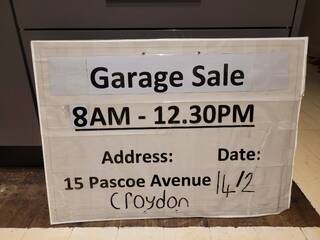 Garage Sale
8AM - 12.30PM
Address: Date:
15 Pascoe Avenue 14/2
Croydon